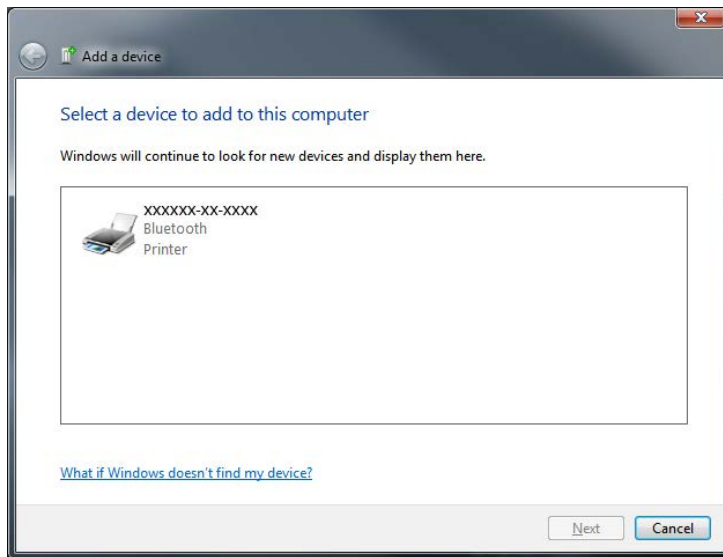 Add a device
Select a device to add to this computer
Windows will continue to look for new devices and display them here.
XXXXXX-XX-XXXX
Bluetooth
Printer
What if Windows doesn't find my device?
Next
Cancel